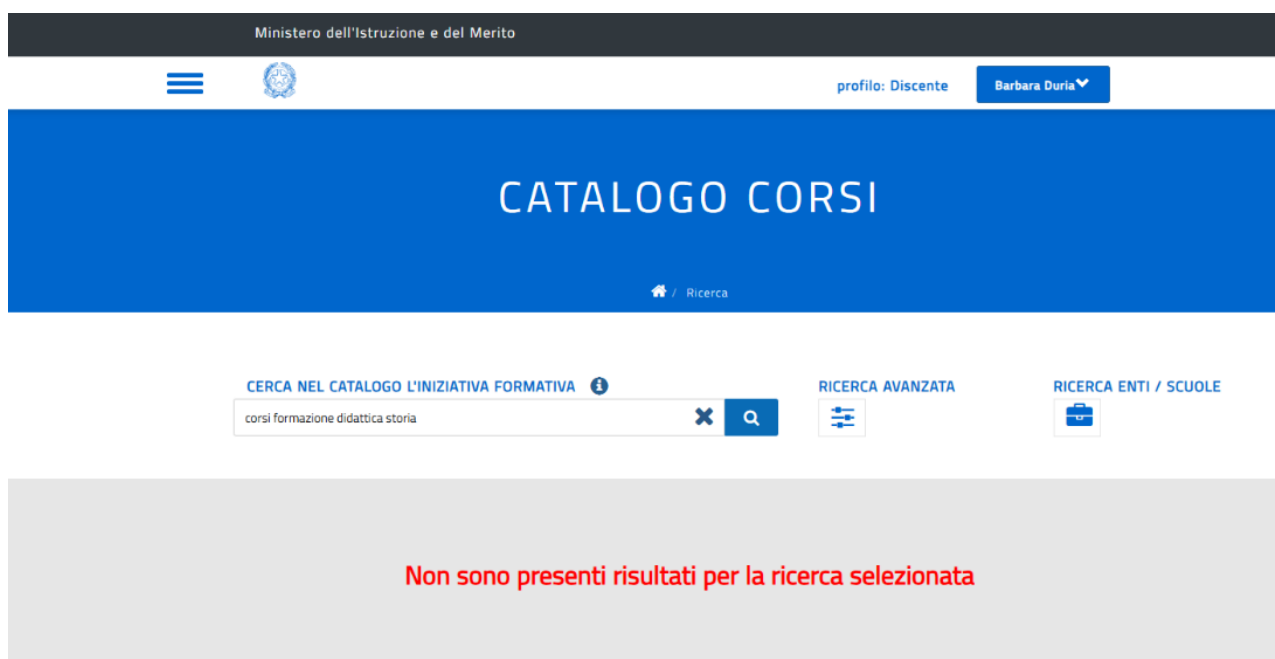 Ministero dell'Istruzione e del Merito
profilo: Discente
Barbara Duria
CATALOGO CORSI
/ Ricerca
CERCA NEL CATALOGO L'INIZIATIVA FORMATIVA
RICERCA AVANZATA
RICERCA ENTI / SCUOLE
corsi formazione didattica storia
Non sono presenti risultati per la ricerca selezionata